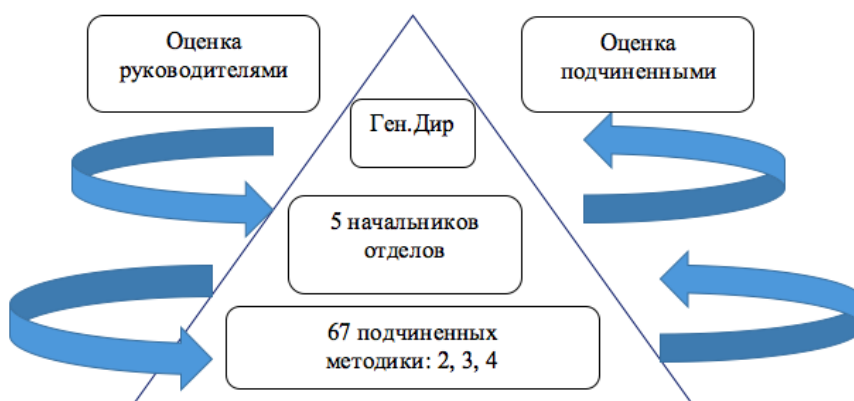 Оценка
руководителями
Оценка
подчиненными
Ген.Дир
5 начальников
отделов
67 подчиненных
методики: 2, 3, 4